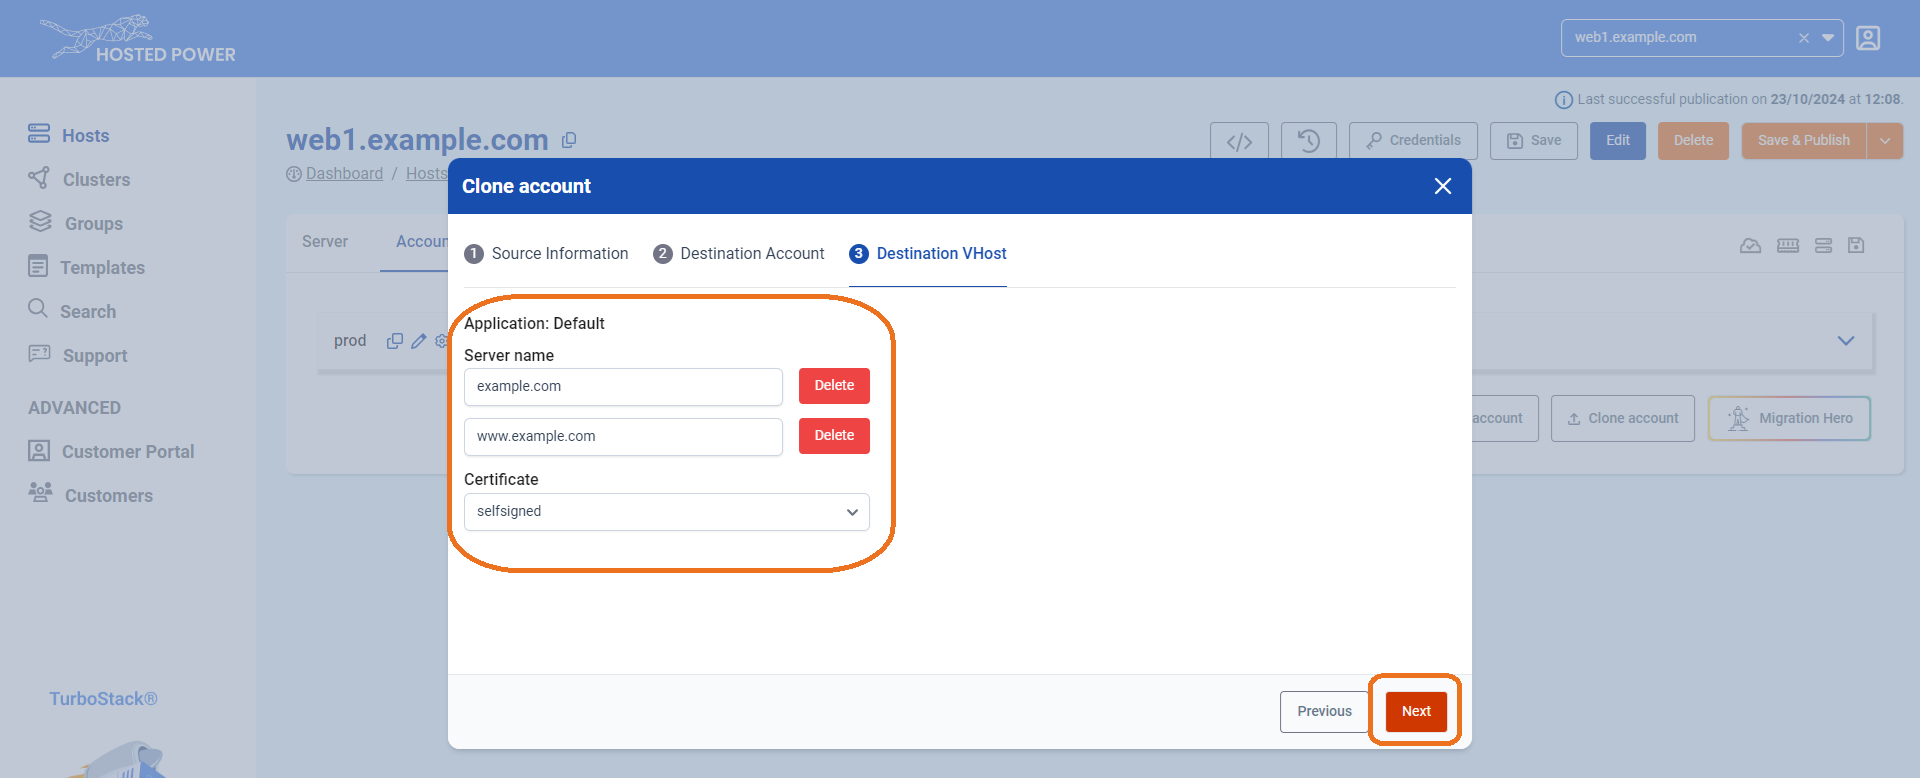 HOSTED POWER
web1.example.com
Last successful publication on 23/10/2024 at 12:08.
Hosts
Clusters
Groups
Templates
Search
Support
ADVANCED
Customer Portal
Customers
TurboStack®
web1.example.com
</> Credentials Save Edit Delete Save & Publish
Dashboard / Hosts
Server Accoun
prod
account Clone account Migration Hero
Clone account
1 Source Information 2 Destination Account 3 Destination VHost
Application: Default
Server name
example.com Delete
www.example.com Delete
Certificate
selfsigned
Previous Next